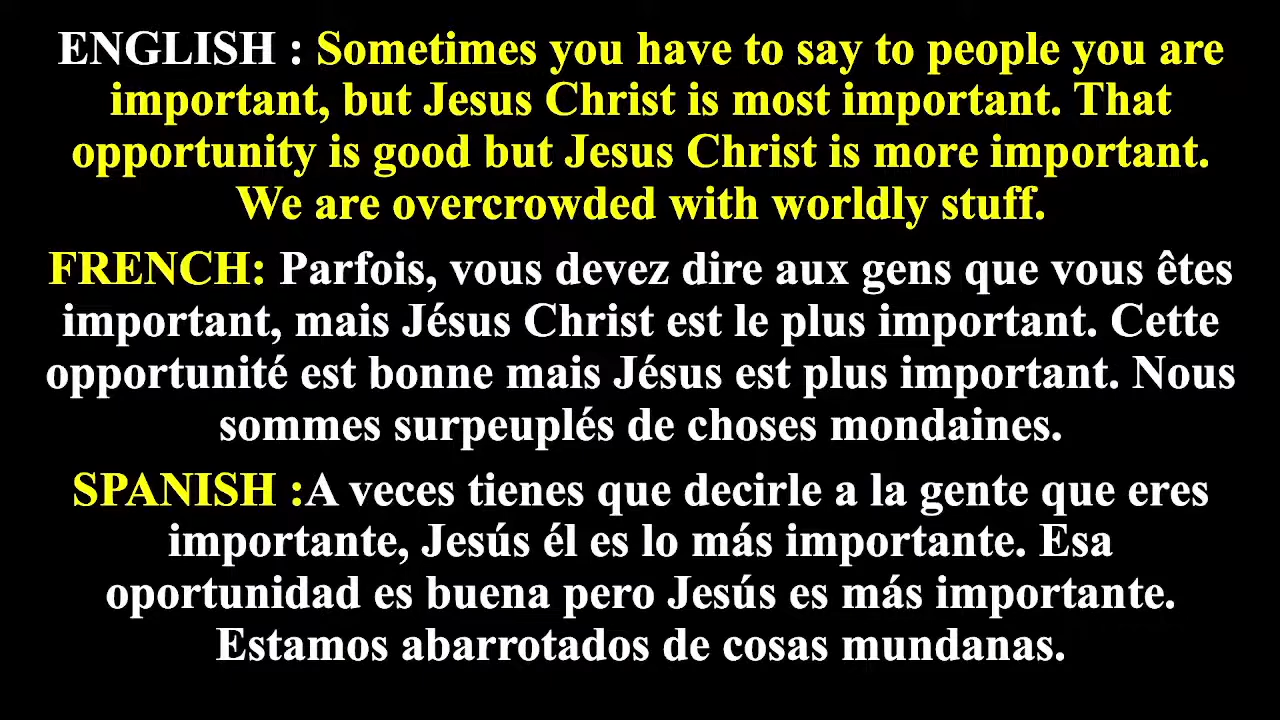 ENGLISH : Sometimes you have to say to people you are
important, but Jesus Christ is most important. That
opportunity is good but Jesus Christ is more important.
We are overcrowded with worldly stuff.
FRENCH: Parfois, vous devez dire aux gens que vous êtes
important, mais Jésus Christ est le plus important. Cette
opportunité est bonne mais Jésus est plus important. Nous
sommes surpeuplés de choses mondaines.
SPANISH :A veces tienes que decirle a la gente que eres
importante, Jesús él es lo más importante. Esa
oportunidad es buena pero Jesús es más importante.
Estamos abarrotados de cosas mundanas.